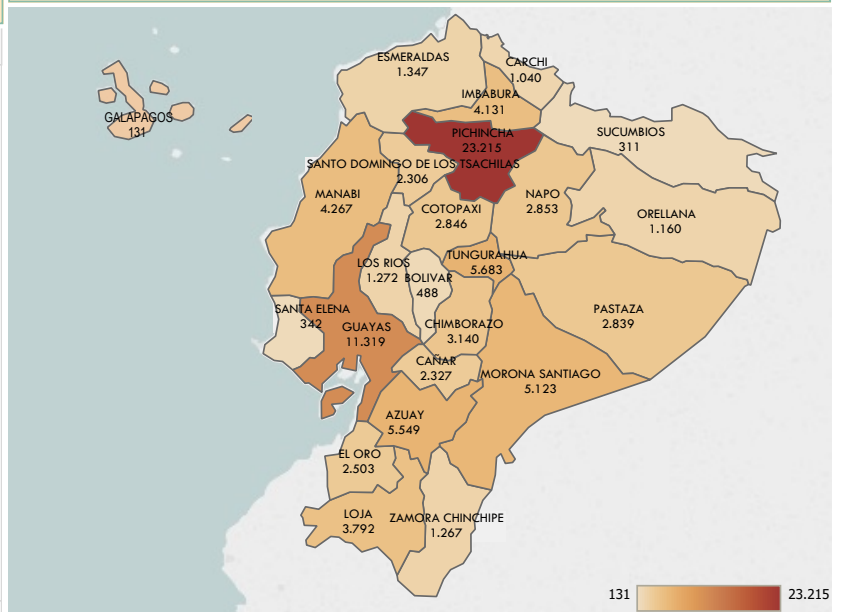 ESMERALDAS
1.347
CARCHI
1.040
IMBABURA
4.131
GALAPAGOS
131
PICHINCHA
23.215
SUCUMBIOS
311
SANTO DOMINGO DE LOS TSACHILAS
2.306
MANABI
4.267
NAPO
2.853
COTOPAXI
2.846
ORELLANA
1.160
TUNGURAHUA
5.683
LOS RIOS
1.272
BOLIVAR
488
SANTA ELENA
342
GUAYAS
11.319
CHIMBORAZO
3.140
PASTAZA
2.839
CAÑAR
2.327
MORONA SANTIAGO
5.123
AZUAY
5.549
EL ORO
2.503
LOJA
3.792
ZAMORA CHINCHIPE
1.267
131
23.215